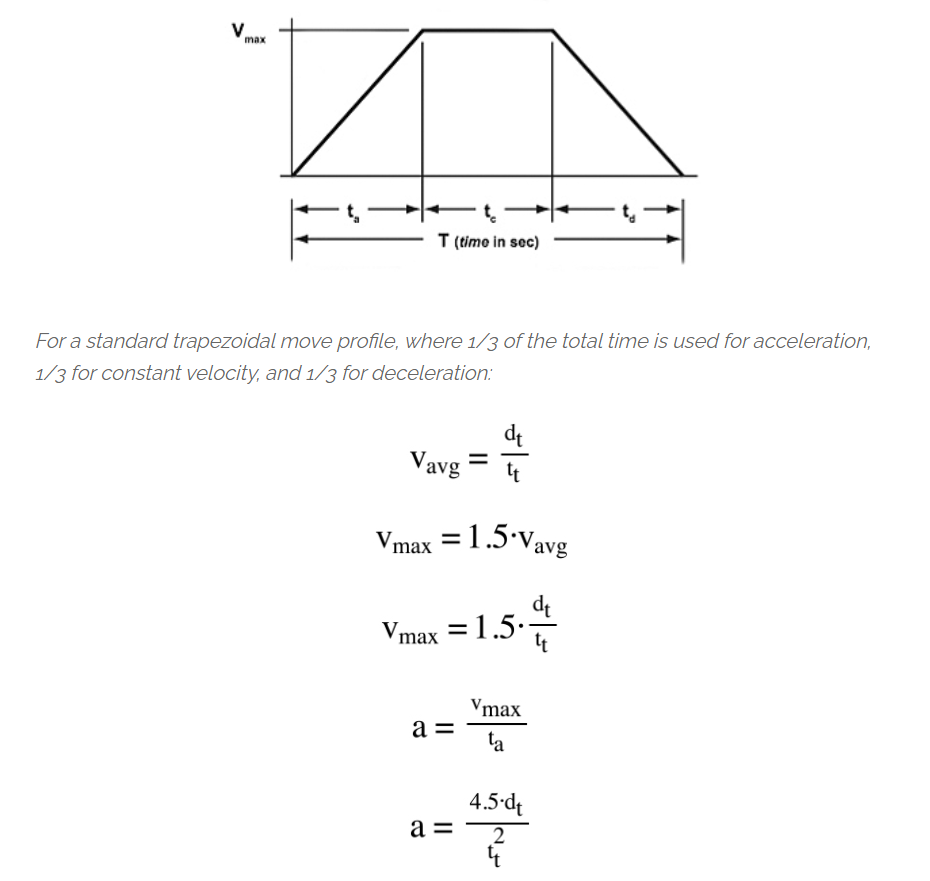 Vmax
ta tc td
T (time in sec)
For a standard trapezoidal move profile, where 1/3 of the total time is used for acceleration,
1/3 for constant velocity, and 1/3 for deceleration:
vavg = dt/tt
vmax = 1.5·vavg
vmax = 1.5·dt/tt
a = vmax/ta
a = 4.5·dt/tt²